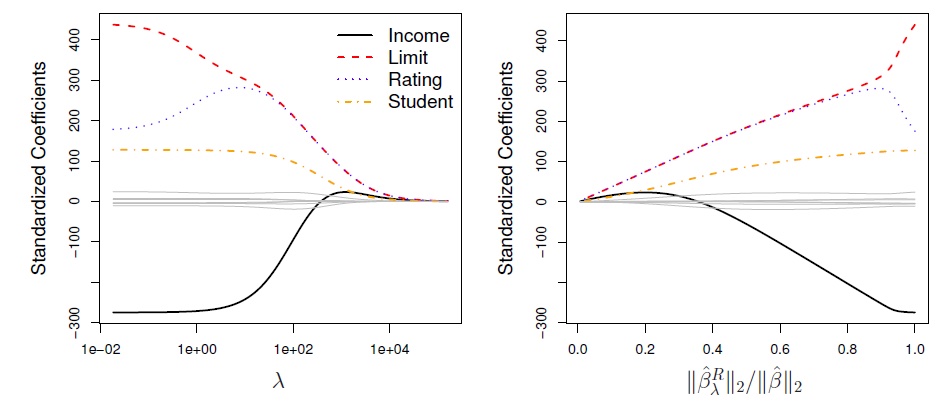 Standardized Coefficients
400
300
200
100
0
−100
−300
Income
Limit
Rating
Student
1e−02 1e+00 1e+02 1e+04
λ
Standardized Coefficients
400
300
200
100
0
−100
−300
0.0 0.2 0.4 0.6 0.8 1.0
‖β̂λᴿ‖₂/‖β̂‖₂